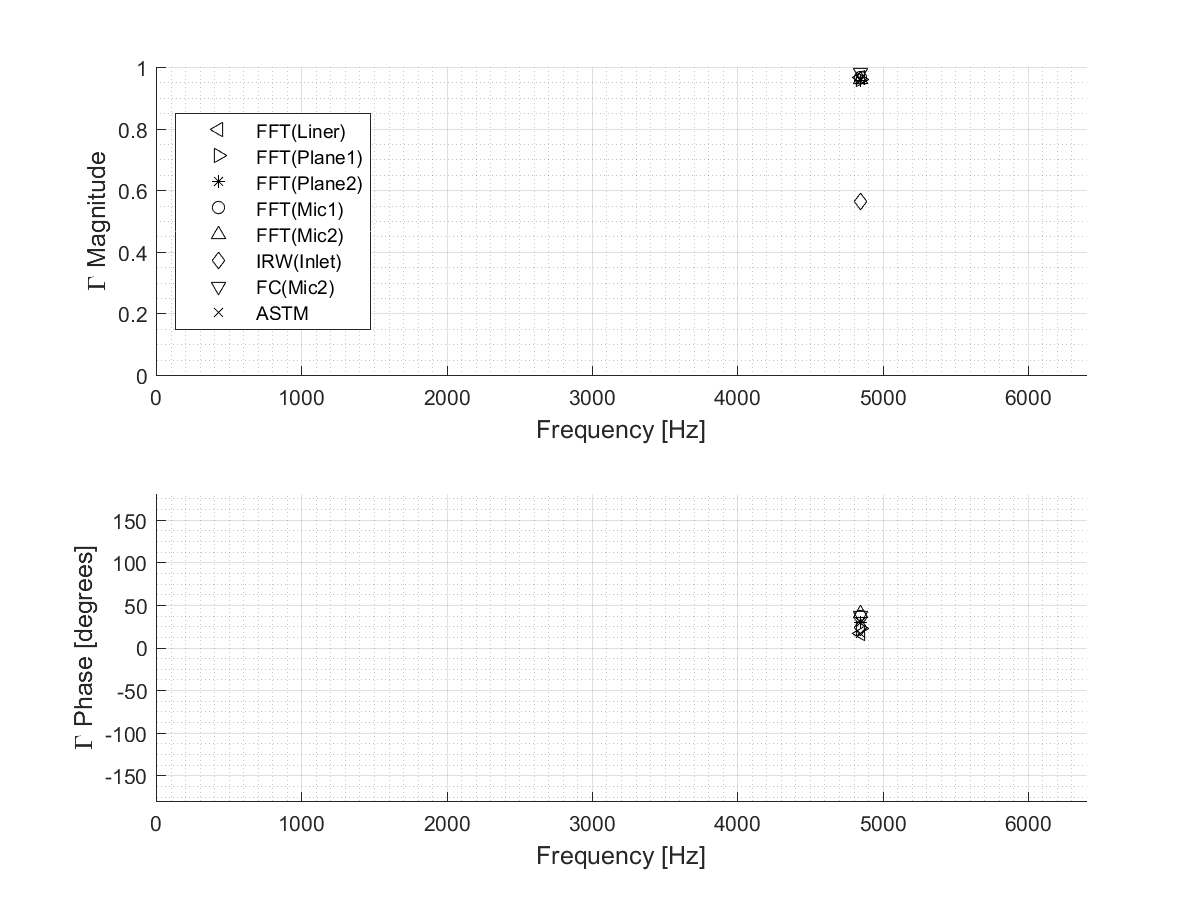 1
0.8
0.6
0.4
0.2
0
Γ Magnitude
FFT(Liner)
FFT(Plane1)
FFT(Plane2)
FFT(Mic1)
FFT(Mic2)
IRW(Inlet)
FC(Mic2)
ASTM
0 1000 2000 3000 4000 5000 6000
Frequency [Hz]
150
100
50
0
-50
-100
-150
Γ Phase [degrees]
0 1000 2000 3000 4000 5000 6000
Frequency [Hz]